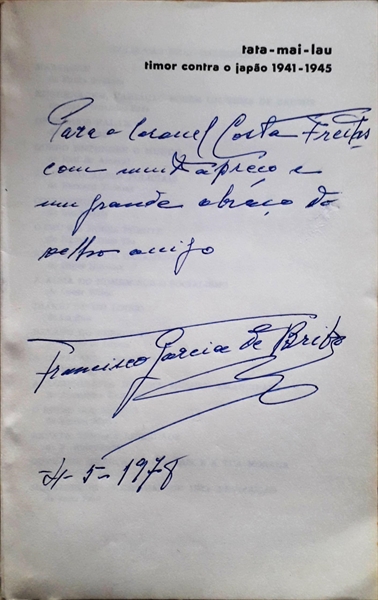 tata-mai-lau
timor contra o japão 1941-1945
Para o Coronel Costa Freitas
com muito apreço e
um grande abraço do
velho amigo
Francisco Garcia de Brito
4-5-1978